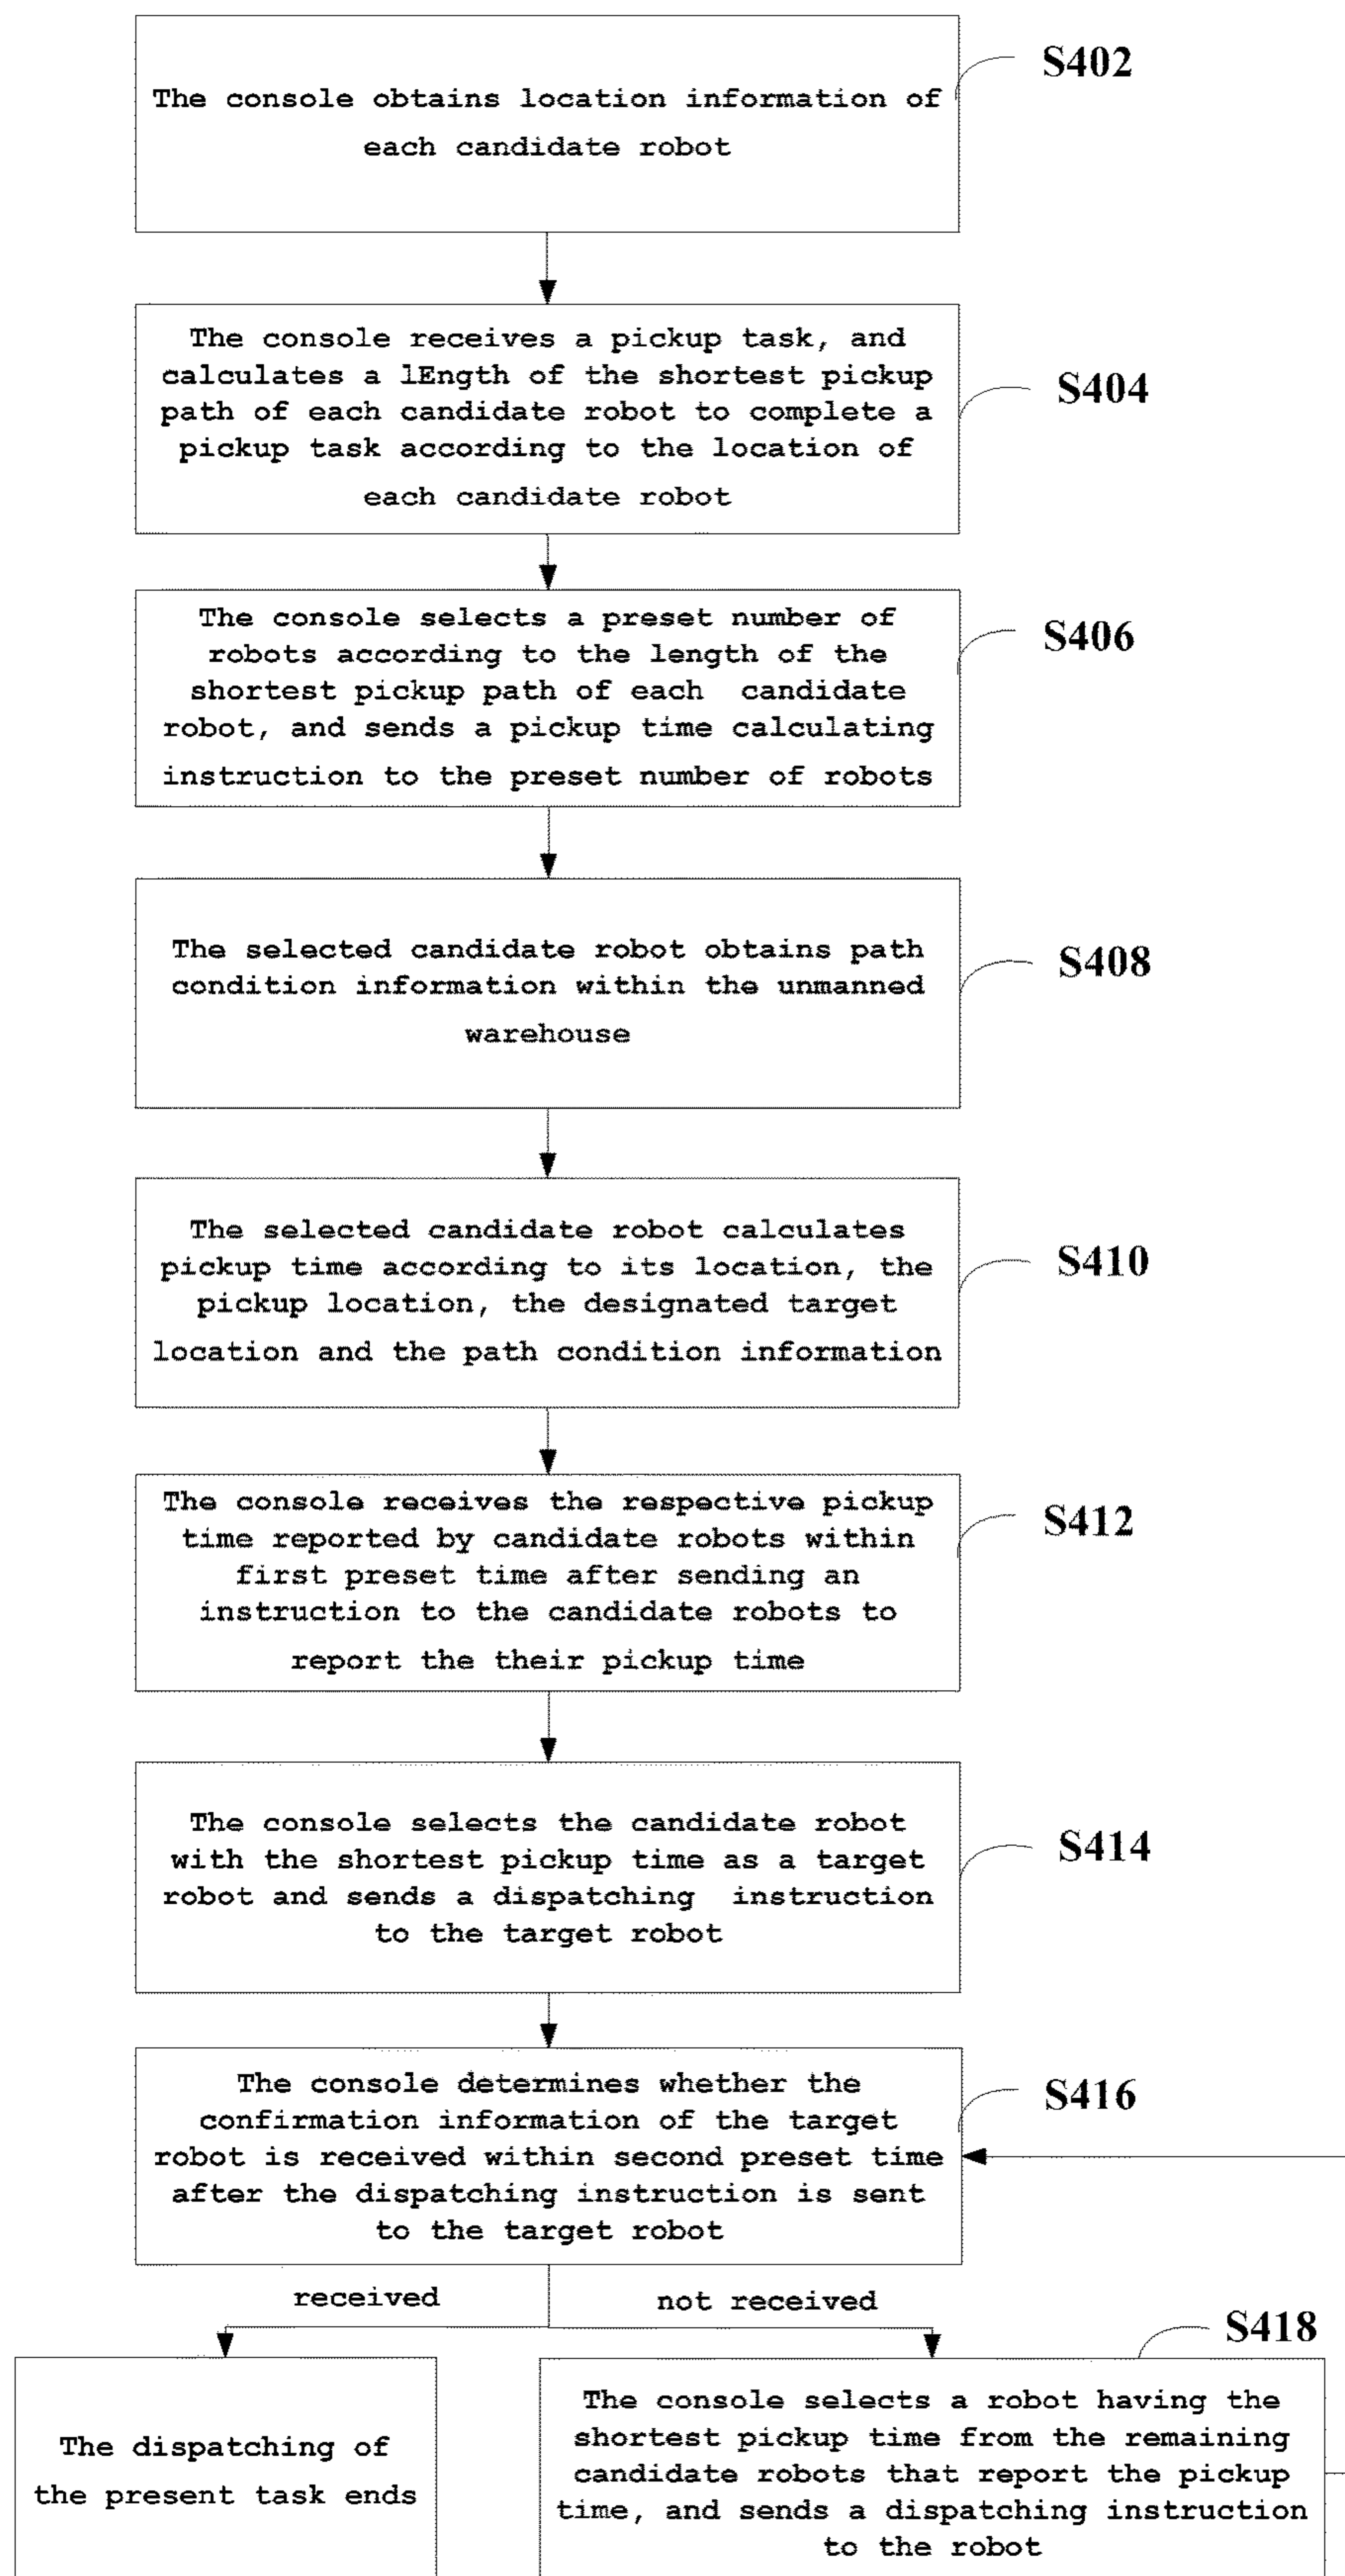 The console obtains location information of
each candidate robot
S402
The console receives a pickup task, and
calculates a lEngth of the shortest pickup
path of each candidate robot to complete a
pickup task according to the location of
each candidate robot
S404
The console selects a preset number of
robots according to the length of the
shortest pickup path of each candidate
robot, and sends a pickup time calculating
instruction to the preset number of robots
S406
The selected candidate robot obtains path
condition information within the unmanned
warehouse
S408
The selected candidate robot calculates
pickup time according to its location, the
pickup location, the designated target
location and the path condition information
S410
The console receives the respective pickup
time reported by candidate robots within
first preset time after sending an
instruction to the candidate robots to
report the their pickup time
S412
The console selects the candidate robot
with the shortest pickup time as a target
robot and sends a dispatching instruction
to the target robot
S414
The console determines whether the
confirmation information of the target
robot is received within second preset time
after the dispatching instruction is sent
to the target robot
S416
received
not received
The dispatching of
the present task ends
S418
The console selects a robot having the
shortest pickup time from the remaining
candidate robots that report the pickup
time, and sends a dispatching instruction
to the robot